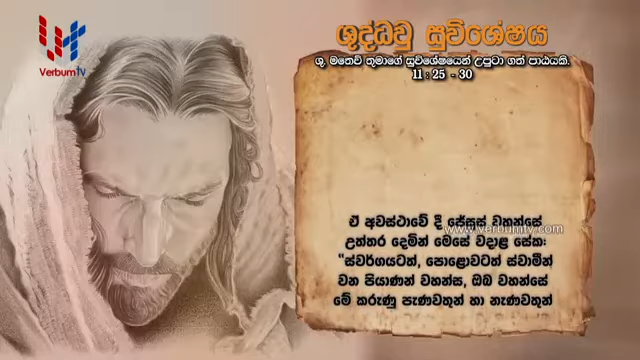 VerbumTV
ශුද්ධවූ සුවිශේෂය
ශු. මතෙව් තුමාගේ සුවිශේෂයෙන් උපුටා ගත් පාඨයකි.
11 : 25 - 30
ඒ අවස්ථාවේ දී ජේසුස් වහන්සේ
www.verbumtv
උත්තර දෙමින් මෙසේ වදාළ සේක:
"ස්වර්ගයටත්, පොළොවටත් ස්වාමීන්
වන පියාණන් වහන්ස, ඔබ වහන්සේ
මේ කරුණු පැණවතුන් හා නැණවතුන්